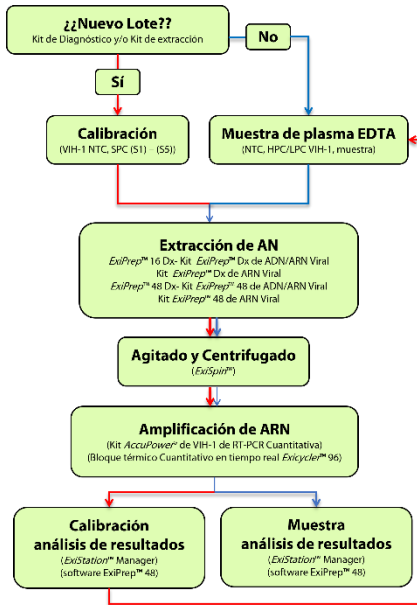 ¿¿Nuevo Lote??
Kit de Diagnóstico y/o Kit de extracción
No
Sí
Calibración
(VIH-1 NTC, SPC (S1) – (S5))
Muestra de plasma EDTA
(NTC, HPC/LPC VIH-1, muestra)
Extracción de AN
ExiPrep™ 16 Dx- Kit ExiPrep™ Dx de ADN/ARN Viral
Kit ExiPrep™ Dx de ARN Viral
ExiPrep™ 48 Dx- Kit ExiPrep™ 48 de ADN/ARN Viral
Kit ExiPrep™ 48 de ARN Viral
Agitado y Centrifugado
(ExiSpin™)
Amplificación de ARN
(Kit AccuPower® de VIH-1 de RT-PCR Cuantitativa)
(Bloque térmico Cuantitativo en tiempo real Exicycler™ 96)
Calibración
análisis de resultados
(ExiStation™ Manager)
(software ExiPrep™ 48)
Muestra
análisis de resultados
(ExiStation™ Manager)
(software ExiPrep™ 48)